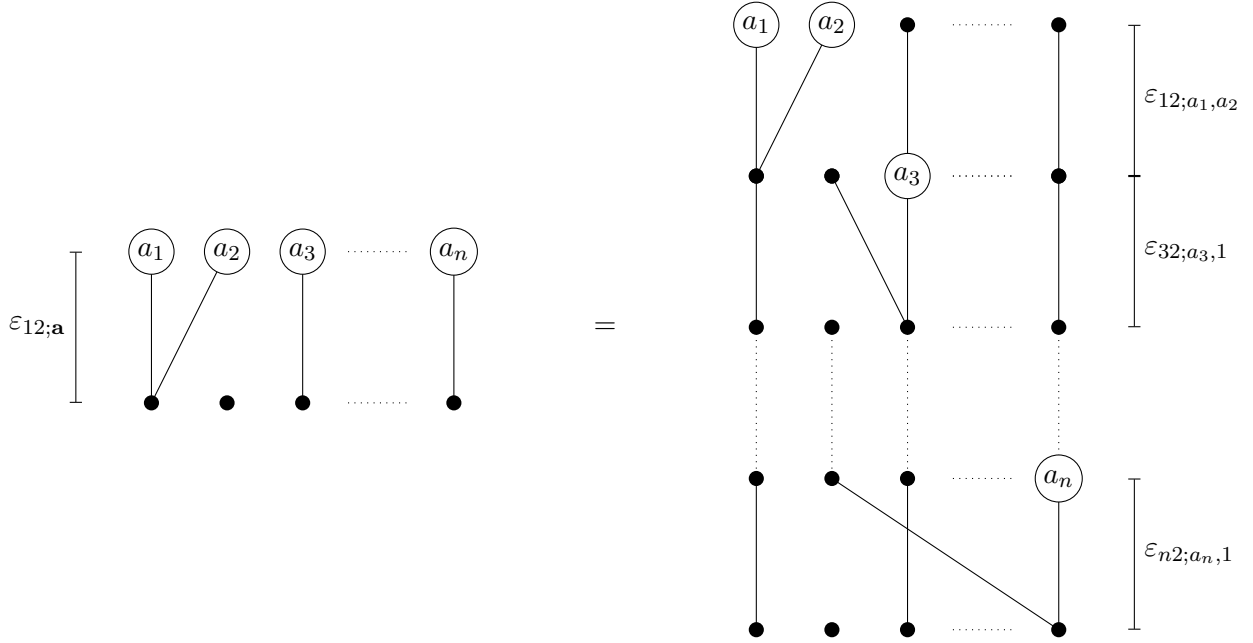 a₁ a₂
ε₁₂;a₁,a₂
a₃
ε₃₂;a₃,1
a₁ a₂ a₃ aₙ
ε₁₂;𝐚
=
aₙ
εₙ₂;aₙ,1